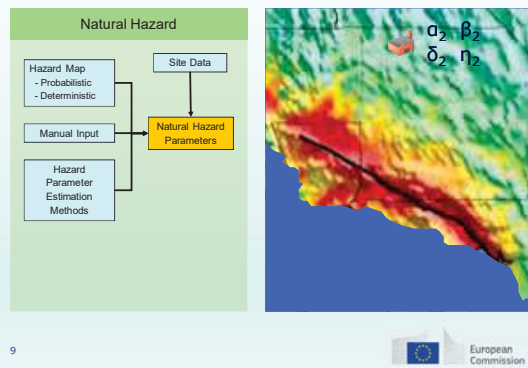 Natural Hazard
Hazard Map
- Probabilistic
- Deterministic
Site Data
Manual Input
Natural Hazard
Parameters
Hazard
Parameter
Estimation
Methods
α₂ β₂
δ₂ η₂
9
European
Commission